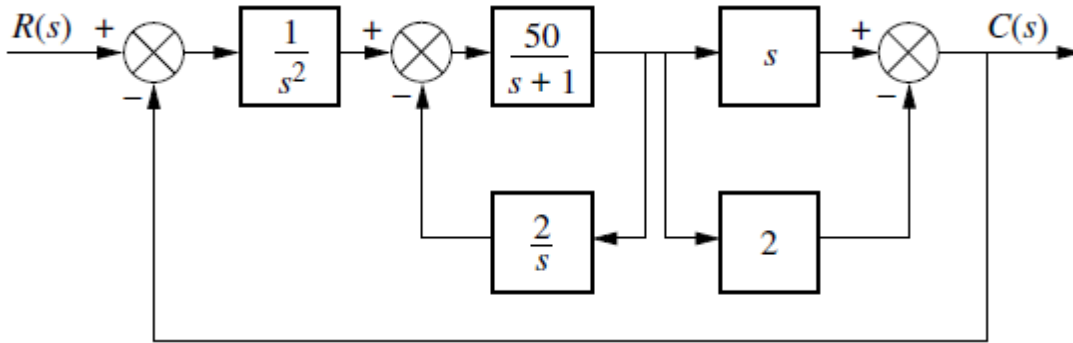 R(s) + − 1/s² + − 50/(s + 1) s + − C(s)
2/s 2